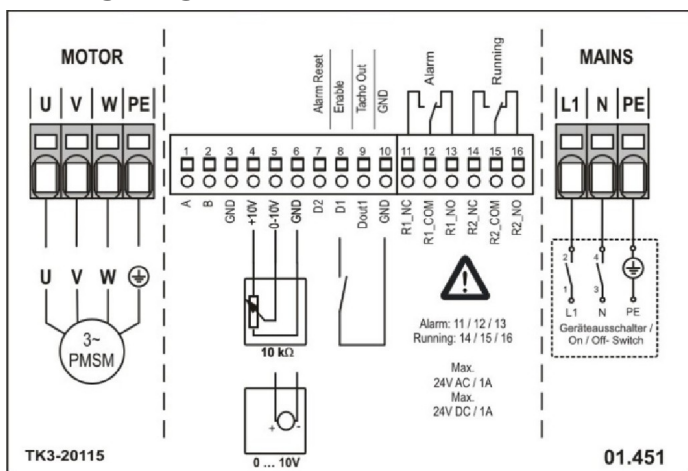 MOTOR
MAINS
U V W PE
Alarm Reset
Enable
Tacho Out
GND
Alarm
Running
L1 N PE
1 2 3 4 5 6 7 8 9 10 11 12 13 14 15 16
A
B
GND
+10V
0-10V
GND
D2
D1
Dout1
GND
R1_NC
R1_COM
R1_NO
R2_NC
R2_COM
R2_NO
U V W
3~
PMSM
10 kΩ
+ -
0 ... 10V
Alarm: 11 / 12 / 13
Running: 14 / 15 / 16
Max.
24V AC / 1A
Max.
24V DC / 1A
2 4
1 3
L1 N PE
Geräteausschalter /
On / Off- Switch
TK3-20115
01.451